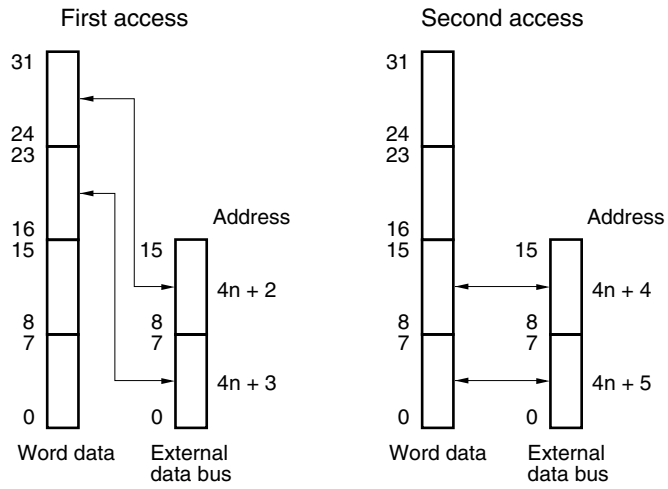 First access
31
24
23
16
15
8
7
0
Address
15
4n + 2
8
7
4n + 3
0
Word data
External
data bus
Second access
31
24
23
16
15
8
7
0
Address
15
4n + 4
8
7
4n + 5
0
Word data
External
data bus